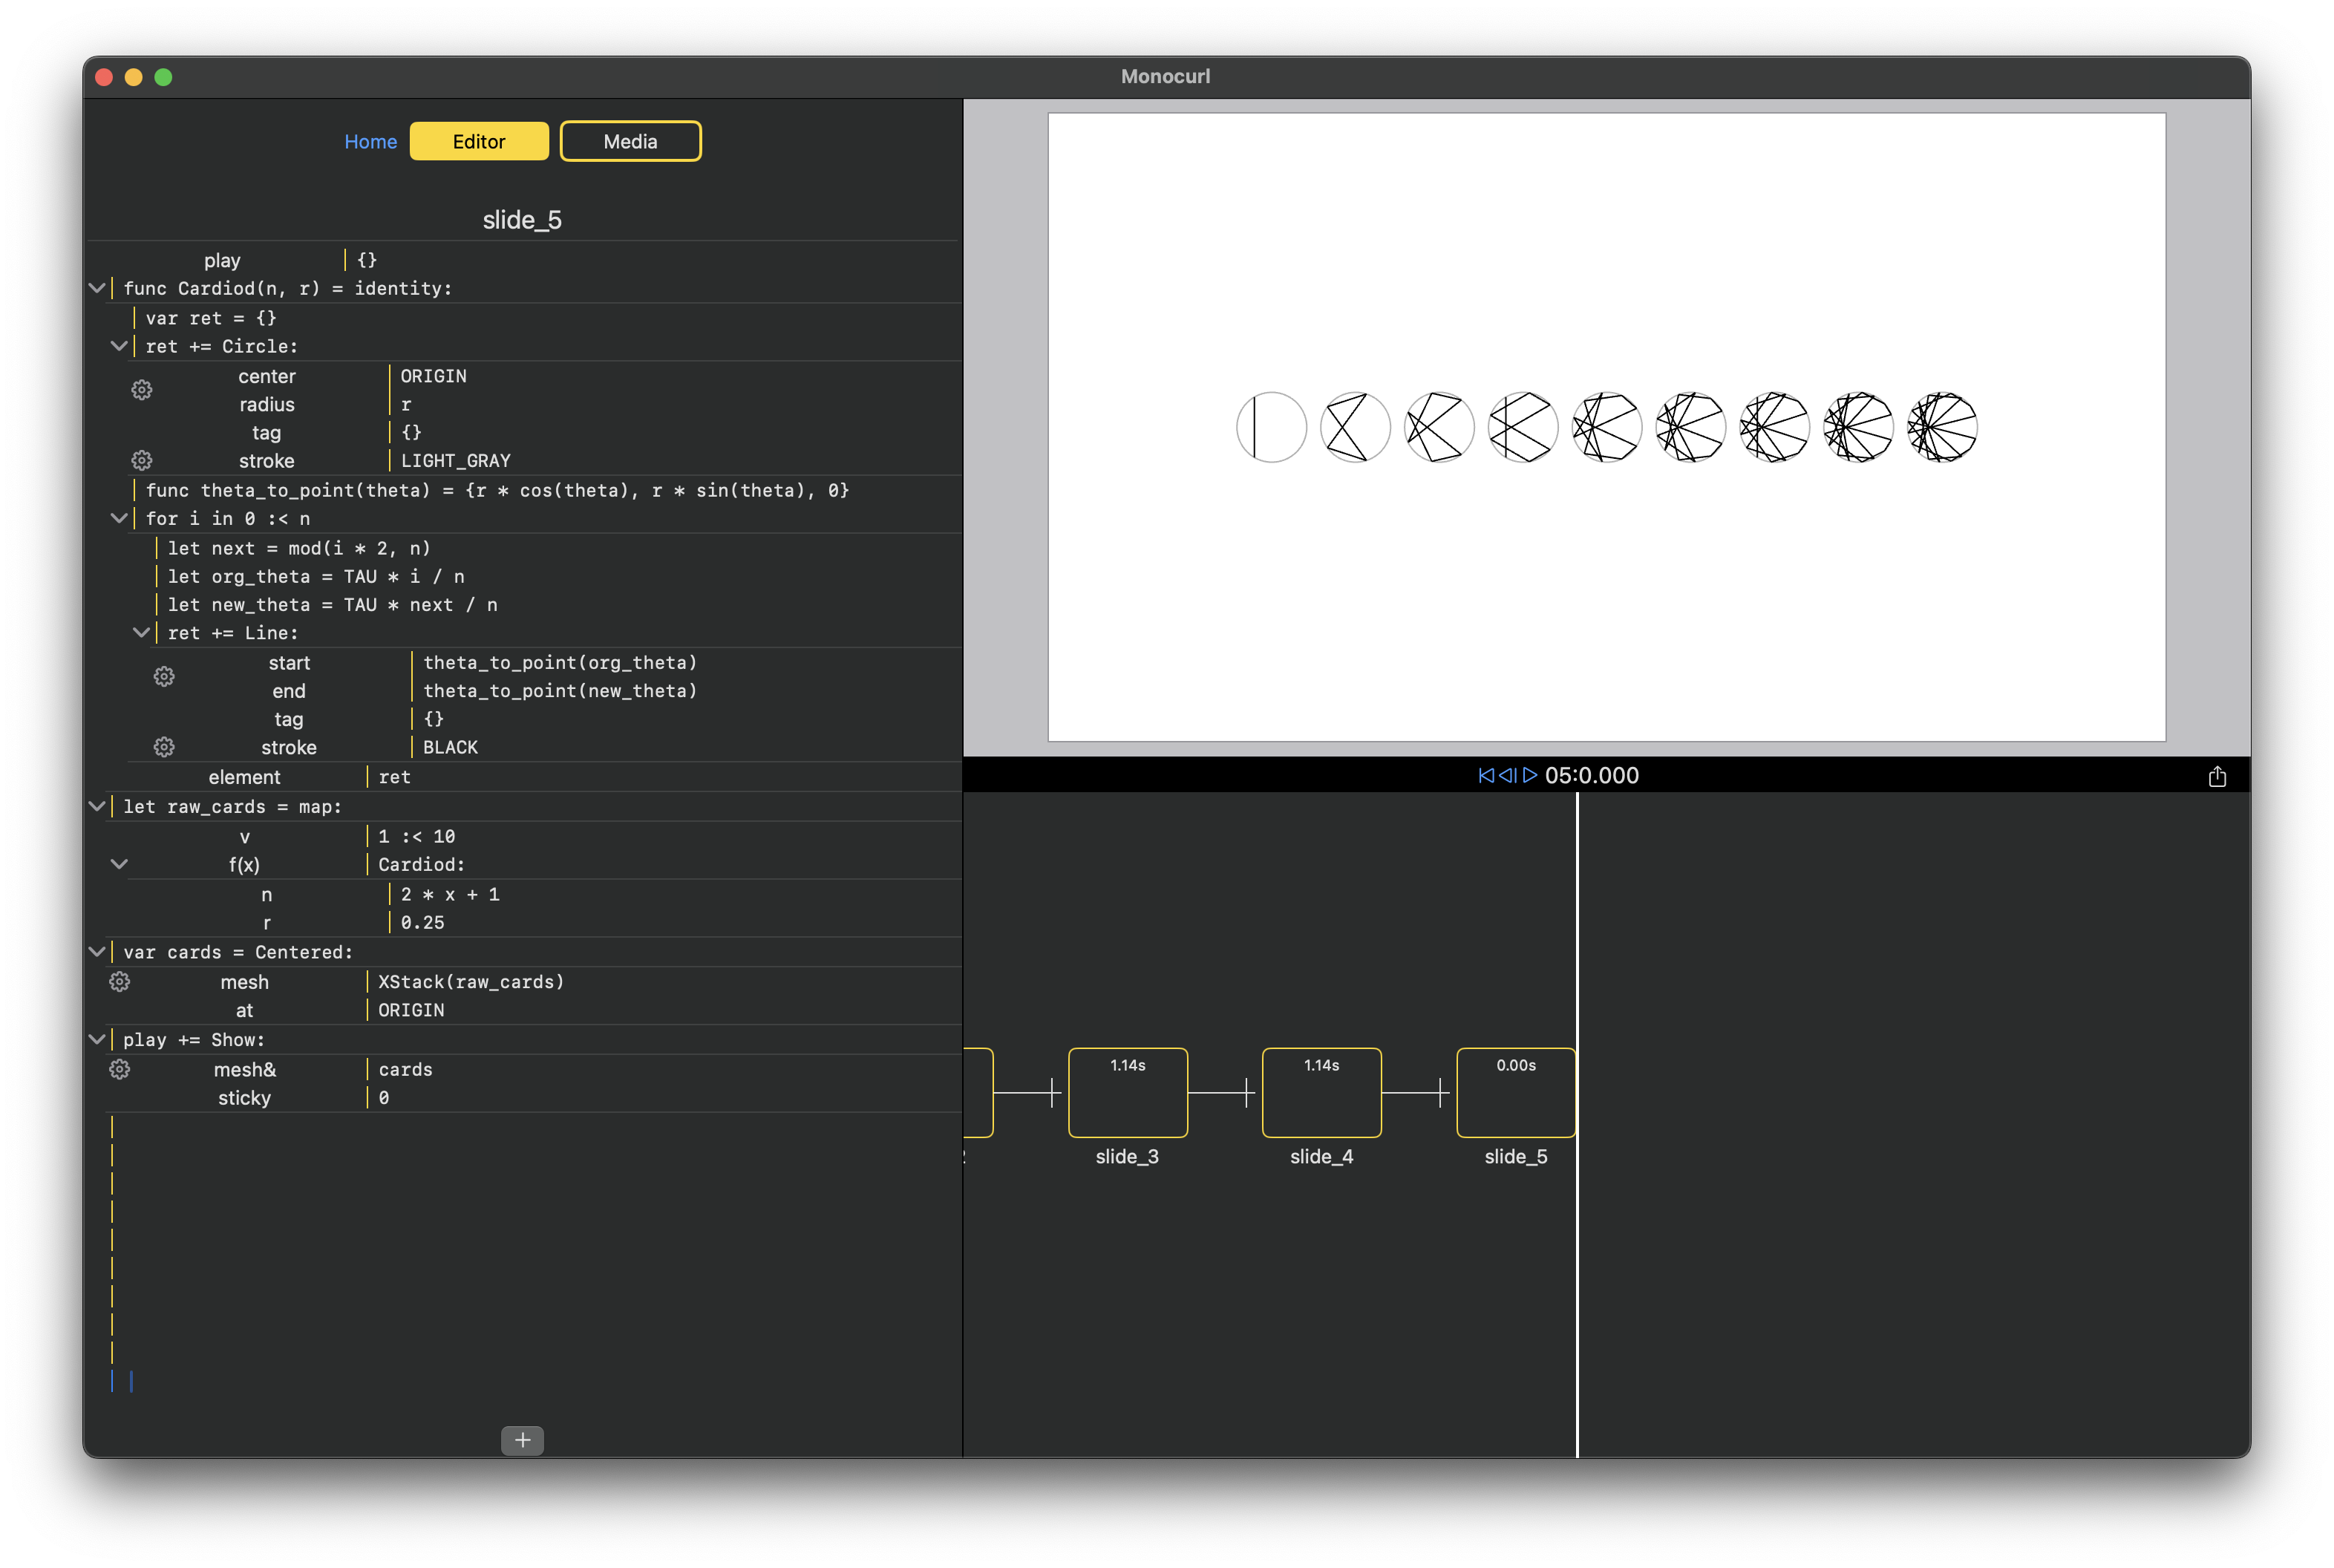 Monocurl
Home Editor Media
slide_5
play {}
func Cardiod(n, r) = identity:
var ret = {}
ret += Circle:
center ORIGIN
radius r
tag {}
stroke LIGHT_GRAY
func theta_to_point(theta) = {r * cos(theta), r * sin(theta), 0}
for i in 0 :< n
let next = mod(i * 2, n)
let org_theta = TAU * i / n
let new_theta = TAU * next / n
ret += Line:
start theta_to_point(org_theta)
end theta_to_point(new_theta)
tag {}
stroke BLACK
element ret
let raw_cards = map:
v 1 :< 10
f(x) Cardiod:
n 2 * x + 1
r 0.25
var cards = Centered:
mesh XStack(raw_cards)
at ORIGIN
play += Show:
mesh& cards
sticky 0
+
05:0.000
1.14s 1.14s 0.00s
slide_3 slide_4 slide_5